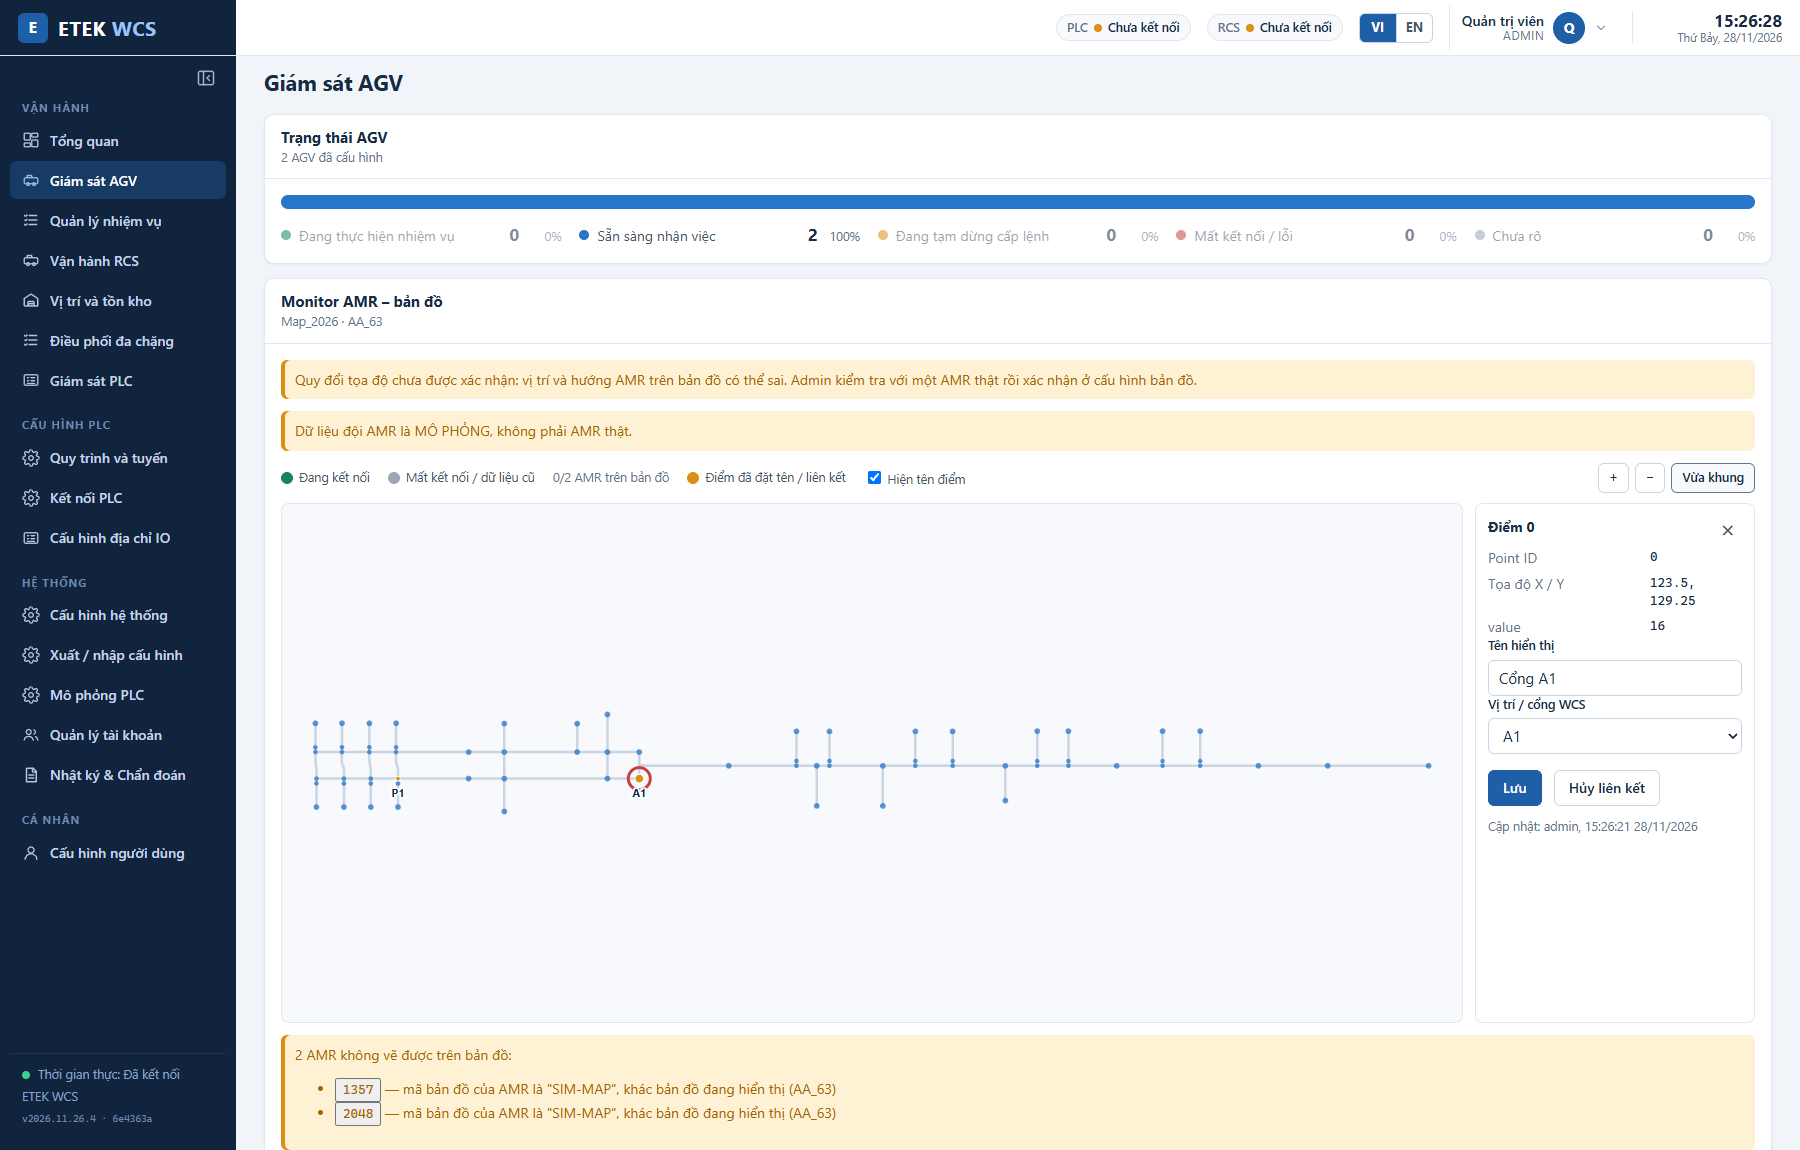 E ETEK WCS
PLC Chưa kết nối
RCS Chưa kết nối
VI EN
Quản trị viên
ADMIN
Q
15:26:28
Thứ Bảy, 28/11/2026
VẬN HÀNH
Tổng quan
Giám sát AGV
Quản lý nhiệm vụ
Vận hành RCS
Vị trí và tồn kho
Điều phối đa chặng
Giám sát PLC
CẤU HÌNH PLC
Quy trình và tuyến
Kết nối PLC
Cấu hình địa chỉ IO
HỆ THỐNG
Cấu hình hệ thống
Xuất / nhập cấu hình
Mô phỏng PLC
Quản lý tài khoản
Nhật ký & Chẩn đoán
CÁ NHÂN
Cấu hình người dùng
Thời gian thực: Đã kết nối
ETEK WCS
v2026.11.26.4 · 6e4363a
Giám sát AGV
Trạng thái AGV
2 AGV đã cấu hình
Đang thực hiện nhiệm vụ 0 0%
Sẵn sàng nhận việc 2 100%
Đang tạm dừng cấp lệnh 0 0%
Mất kết nối / lỗi 0 0%
Chưa rõ 0 0%
Monitor AMR – bản đồ
Map_2026 · AA_63
Quy đổi tọa độ chưa được xác nhận: vị trí và hướng AMR trên bản đồ có thể sai. Admin kiểm tra với một AMR thật rồi xác nhận ở cấu hình bản đồ.
Dữ liệu đội AMR là MÔ PHỎNG, không phải AMR thật.
Đang kết nối
Mất kết nối / dữ liệu cũ
0/2 AMR trên bản đồ
Điểm đã đặt tên / liên kết
Hiện tên điểm
+
−
Vừa khung
P1
A1
Điểm 0
×
Point ID 0
Tọa độ X / Y 123.5,
129.25
value 16
Tên hiển thị
Cổng A1
Vị trí / cổng WCS
A1
Lưu
Hủy liên kết
Cập nhật: admin, 15:26:21 28/11/2026
2 AMR không vẽ được trên bản đồ:
1357 — mã bản đồ của AMR là "SIM-MAP", khác bản đồ đang hiển thị (AA_63)
2048 — mã bản đồ của AMR là "SIM-MAP", khác bản đồ đang hiển thị (AA_63)